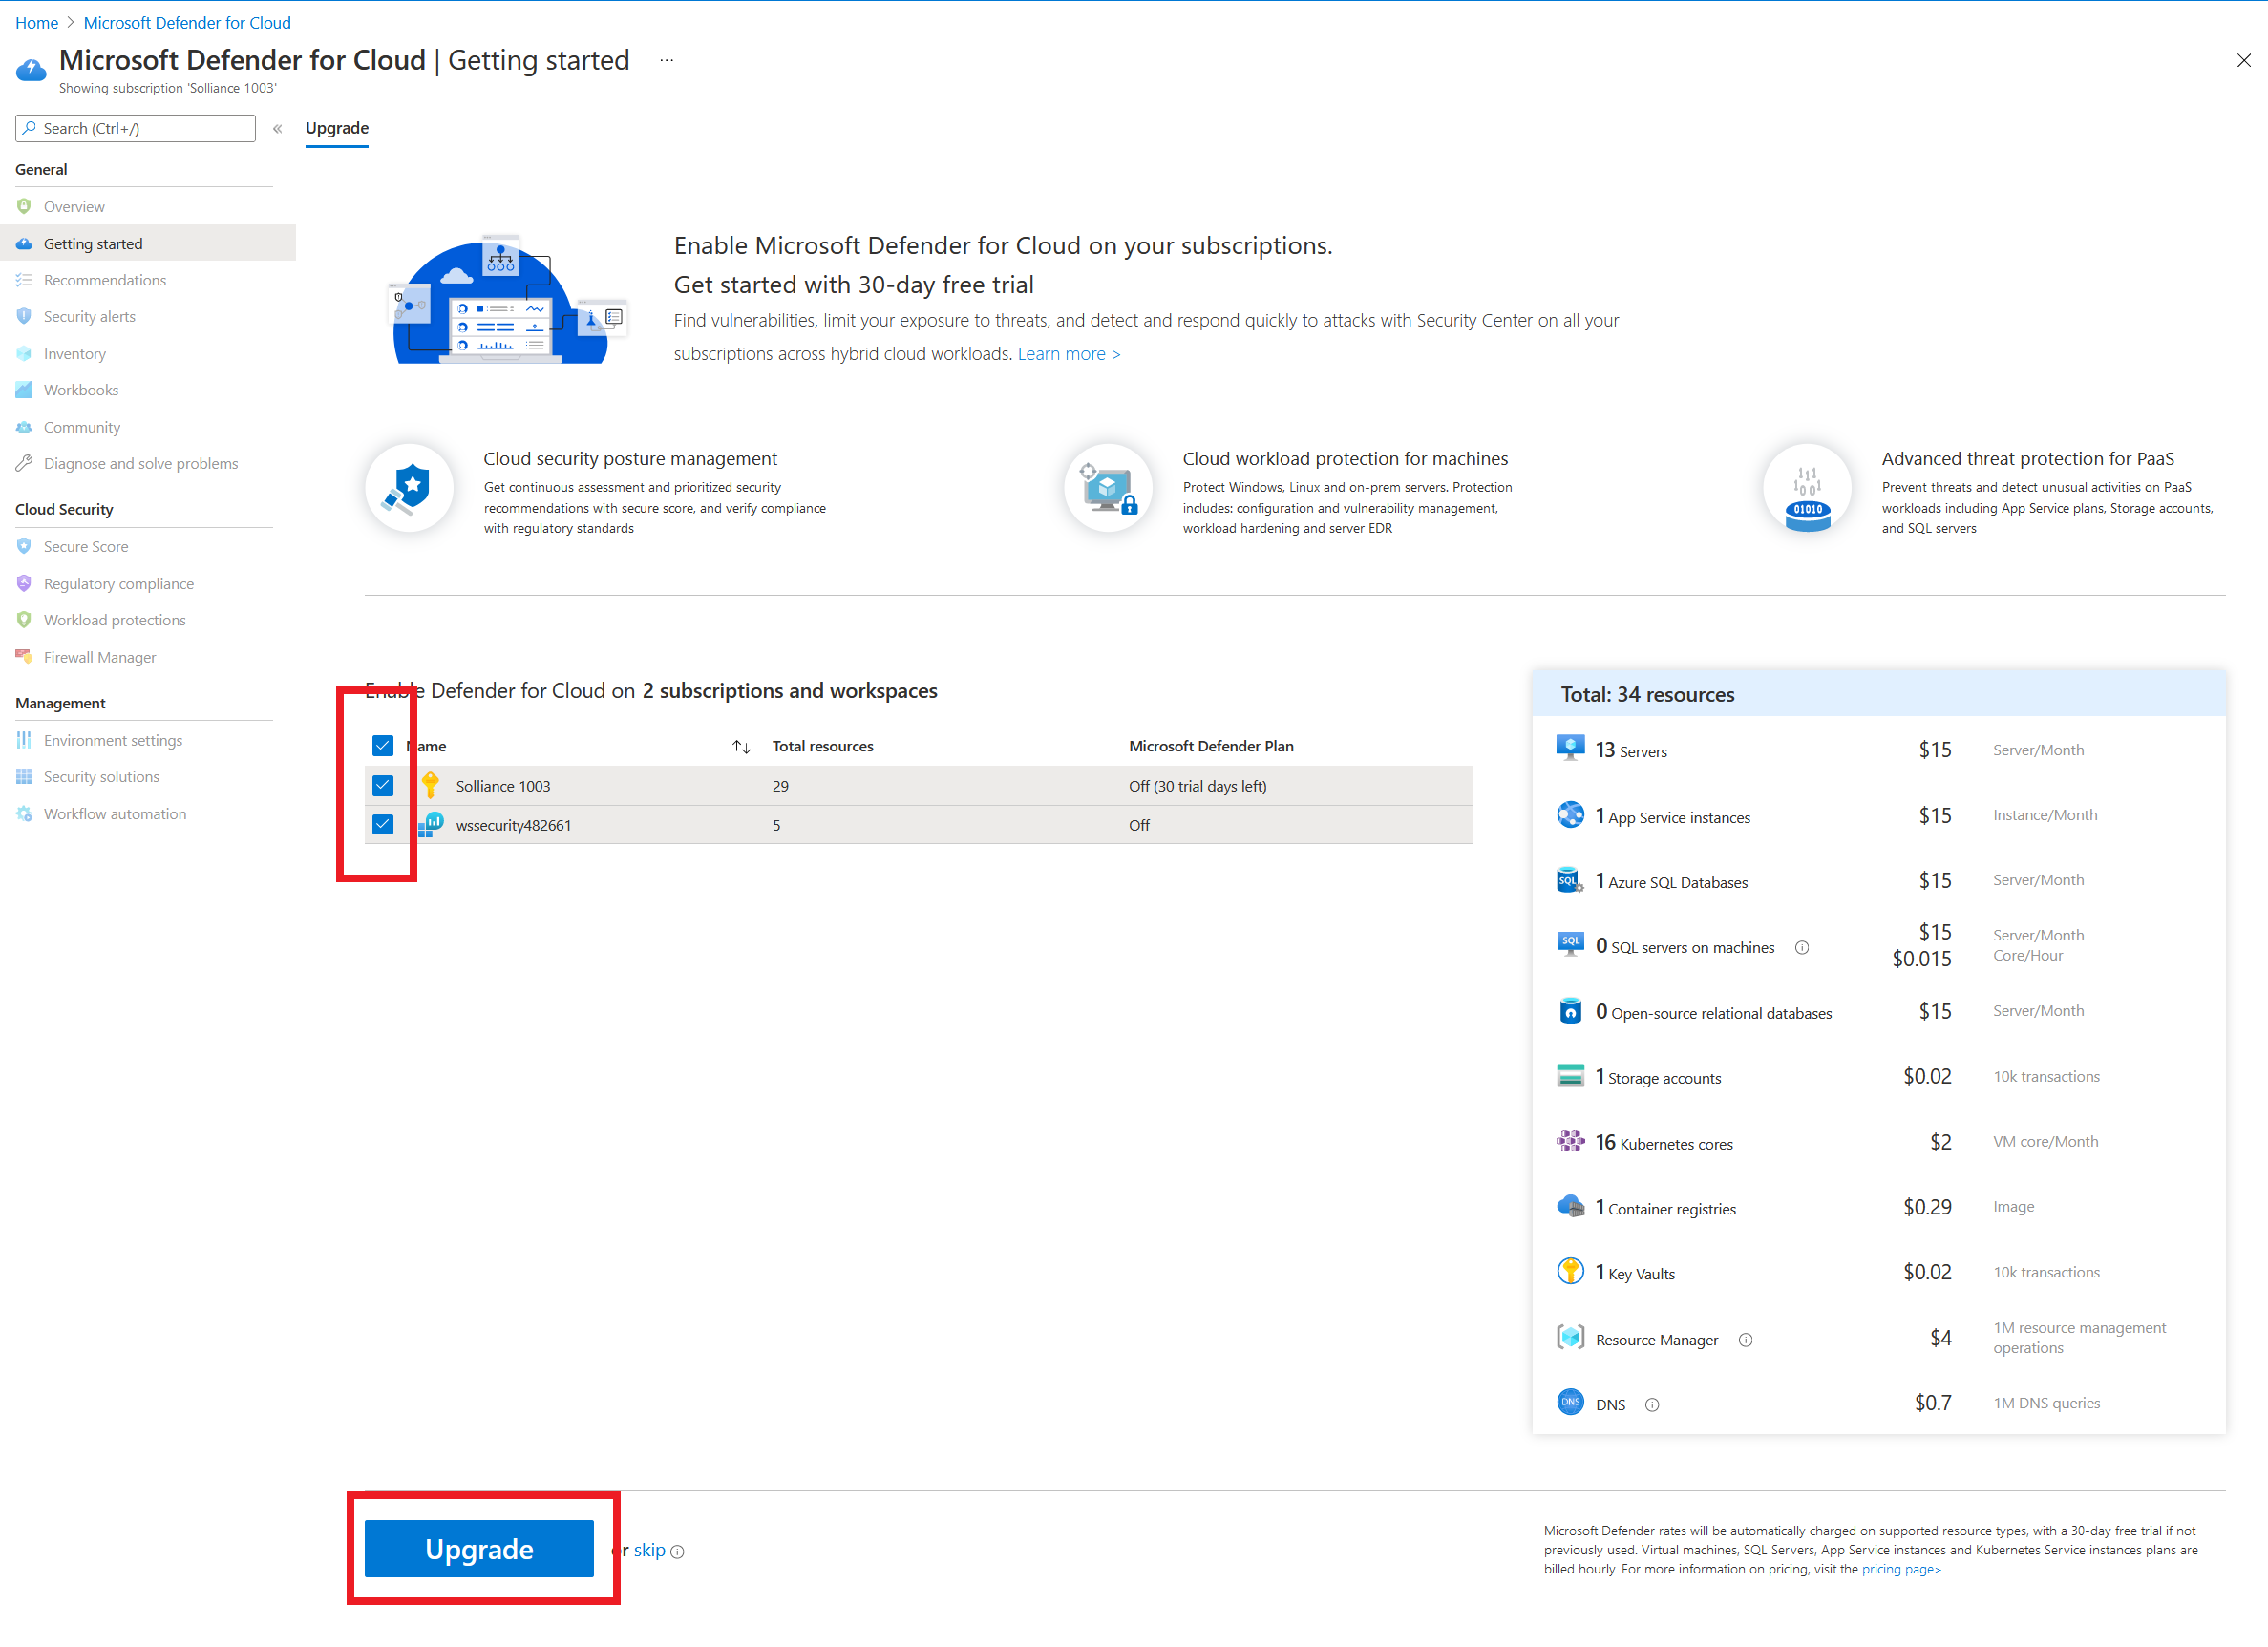 Home > Microsoft Defender for Cloud
Microsoft Defender for Cloud | Getting started ...
Showing subscription 'Solliance 1003'
Search (Ctrl+/)
«
Upgrade
General
Overview
Getting started
Recommendations
Security alerts
Inventory
Workbooks
Community
Diagnose and solve problems
Cloud Security
Secure Score
Regulatory compliance
Workload protections
Firewall Manager
Management
Environment settings
Security solutions
Workflow automation
Enable Microsoft Defender for Cloud on your subscriptions.
Get started with 30-day free trial
Find vulnerabilities, limit your exposure to threats, and detect and respond quickly to attacks with Security Center on all your
subscriptions across hybrid cloud workloads. Learn more >
Cloud security posture management
Get continuous assessment and prioritized security
recommendations with secure score, and verify compliance
with regulatory standards
Cloud workload protection for machines
Protect Windows, Linux and on-prem servers. Protection
includes: configuration and vulnerability management,
workload hardening and server EDR
01010
Advanced threat protection for PaaS
Prevent threats and detect unusual activities on PaaS
workloads including App Service plans, Storage accounts,
and SQL servers
Enable Defender for Cloud on 2 subscriptions and workspaces
Name Total resources Microsoft Defender Plan
Solliance 1003 29 Off (30 trial days left)
wssecurity482661 5 Off
Total: 34 resources
13 Servers $15 Server/Month
1 App Service instances $15 Instance/Month
SQL 1 Azure SQL Databases $15 Server/Month
SQL 0 SQL servers on machines $15 Server/Month
$0.015 Core/Hour
0 Open-source relational databases $15 Server/Month
1 Storage accounts $0.02 10k transactions
16 Kubernetes cores $2 VM core/Month
1 Container registries $0.29 Image
1 Key Vaults $0.02 10k transactions
Resource Manager $4 1M resource management
operations
DNS DNS $0.7 1M DNS queries
Upgrade or skip
Microsoft Defender rates will be automatically charged on supported resource types, with a 30-day free trial if not
previously used. Virtual machines, SQL Servers, App Service instances and Kubernetes Service instances plans are
billed hourly. For more information on pricing, visit the pricing page>